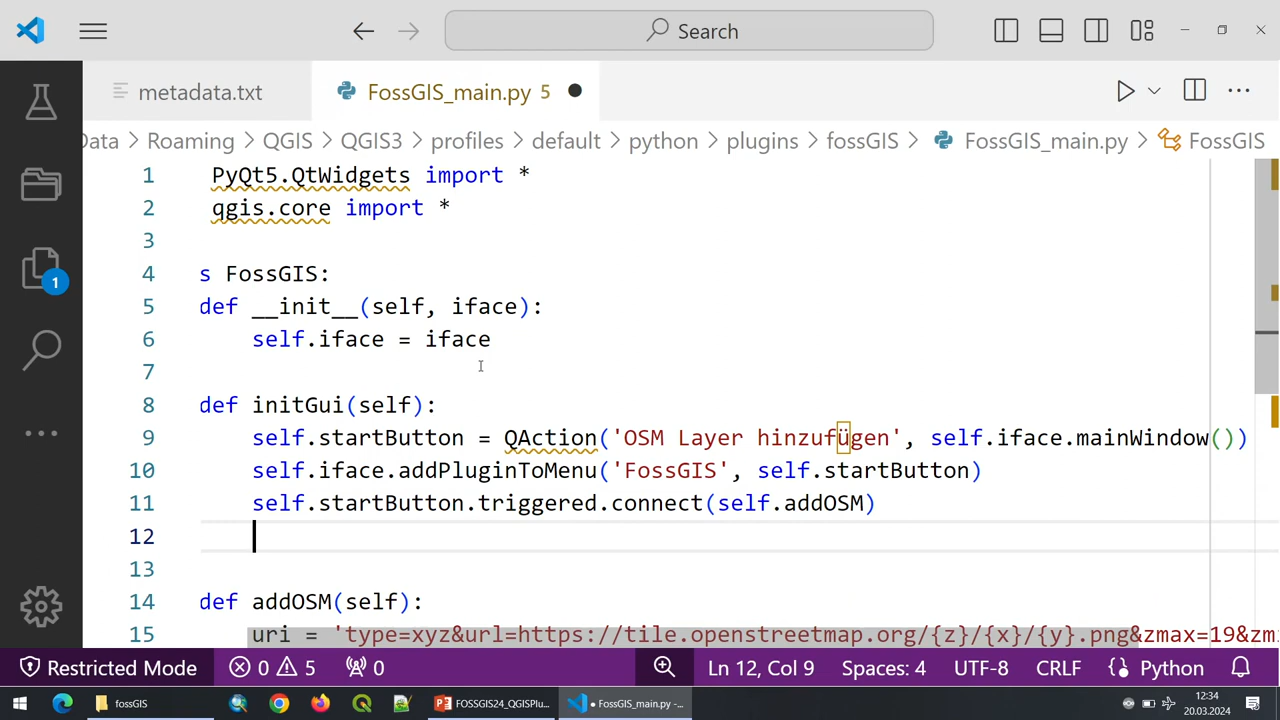 Search
metadata.txt
FossGIS_main.py 5
Data > Roaming > QGIS > QGIS3 > profiles > default > python > plugins > fossGIS > FossGIS_main.py > FossGIS
1 PyQt5.QtWidgets import *
2 qgis.core import *
3
4 s FossGIS:
5 def __init__(self, iface):
6 self.iface = iface
7
8 def initGui(self):
9 self.startButton = QAction('OSM Layer hinzufügen', self.iface.mainWindow())
10 self.iface.addPluginToMenu('FossGIS', self.startButton)
11 self.startButton.triggered.connect(self.addOSM)
12
13
14 def addOSM(self):
15 uri = 'type=xyz&url=https://tile.openstreetmap.org/{z}/{x}/{y}.png&zmax=19&zmi
1
Restricted Mode 0 5 0 Ln 12, Col 9 Spaces: 4 UTF-8 CRLF Python
fossGIS FOSSGIS24_QGISPlu... ● FossGIS_main.py -... 12:34
20.03.2024